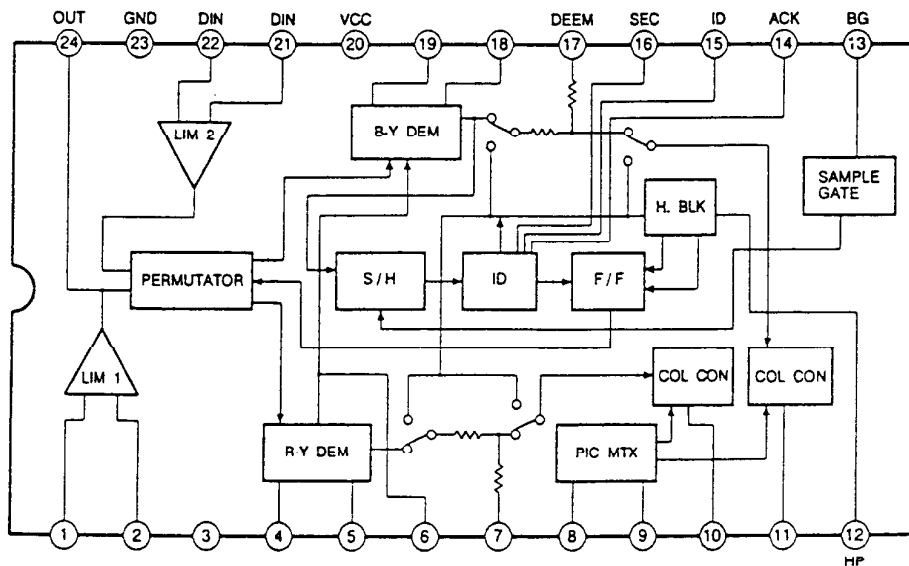 OUT GND DIN DIN VCC DEEM SEC ID ACK BG
24 23 22 21 20 19 18 17 16 15 14 13
LIM 2
B-Y DEM
SAMPLE
GATE
H. BLK
PERMUTATOR
S/H
ID
F/F
LIM 1
COL CON
COL CON
R-Y DEM
PIC MTX
1 2 3 4 5 6 7 8 9 10 11 12
HP